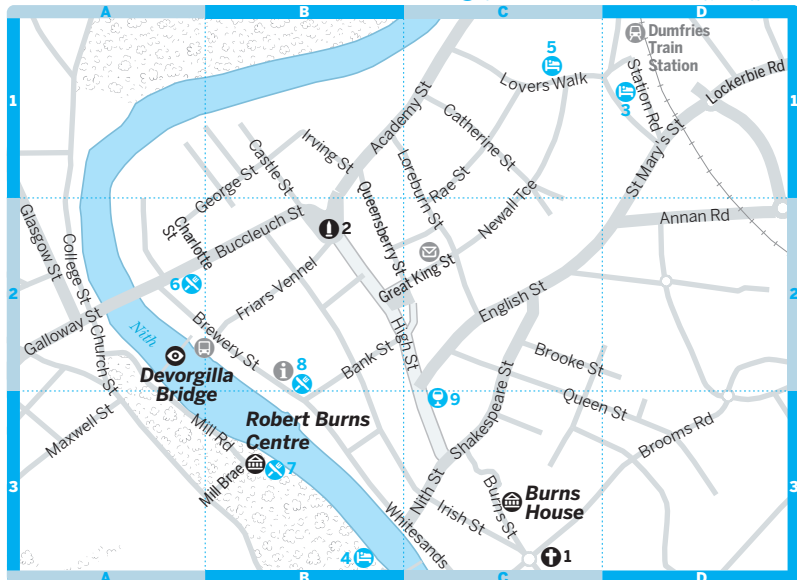 A
B
C
D
1
2
3
1
2
3
A
B
C
D
Dumfries
Train
Station
5
Lovers Walk
3
Station Rd
Lockerbie Rd
St Mary's St
Academy St
Catherine St
Irving St
Castle St
George St
Loreburn St
Rae St
Newall Tce
Queensberry St
Charlotte
St
Buccleuch St
2
Annan Rd
Glasgow St
College St
Great King St
Friars Vennel
6
English St
Galloway St
Church St
Nith
Brewery St
High St
Bank St
8
Devorgilla
Bridge
Brooke St
Queen St
Shakespeare St
9
Robert Burns
Centre
Maxwell St
Mill Rd
Mill Brae
7
Brooms Rd
Nith St
Burns St
Burns
House
Irish St
Whitesands
4
1